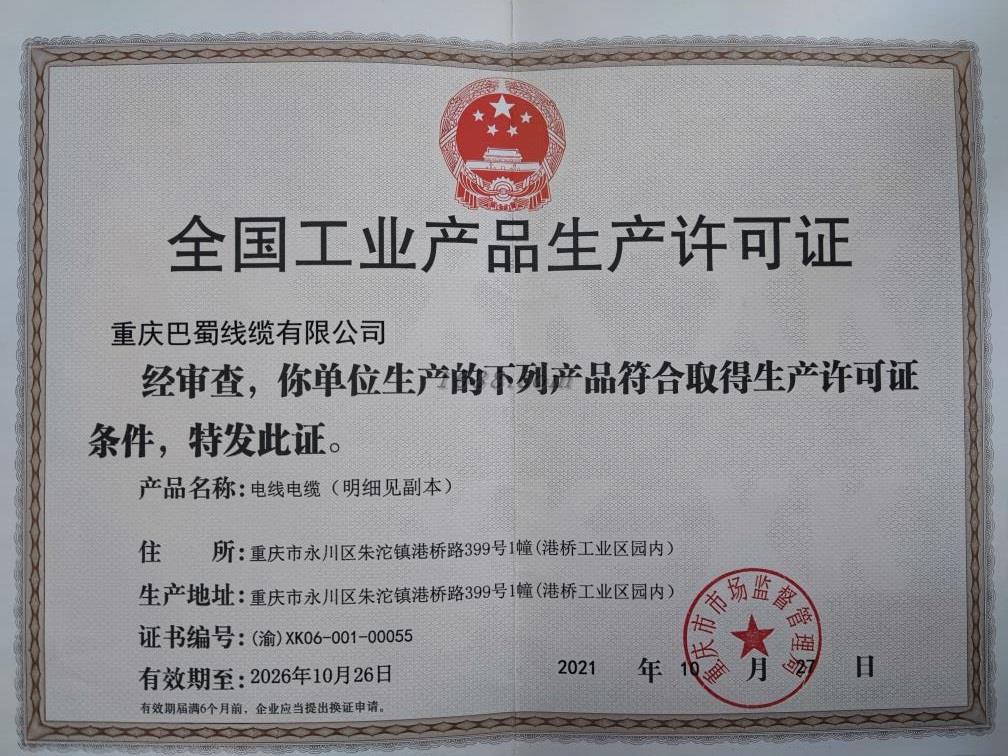 全国工业产品生产许可证
重庆巴蜀线缆有限公司
经审查，你单位生产的下列产品符合取得生产许可证
条件，特发此证。
产品名称:电线电缆（明细见副本）
住 所:重庆市永川区朱沱镇港桥路399号1幢(港桥工业区园内）
生产地址:重庆市永川区朱沱镇港桥路399号1幢(港桥工业区园内）
重庆市市场监督管理局
证书编号:(渝)XK06-001-00055
有效期至:2026年10月26日
2021 年 10 月 27 日
有效期届满6个月前，企业应当提出换证申请。